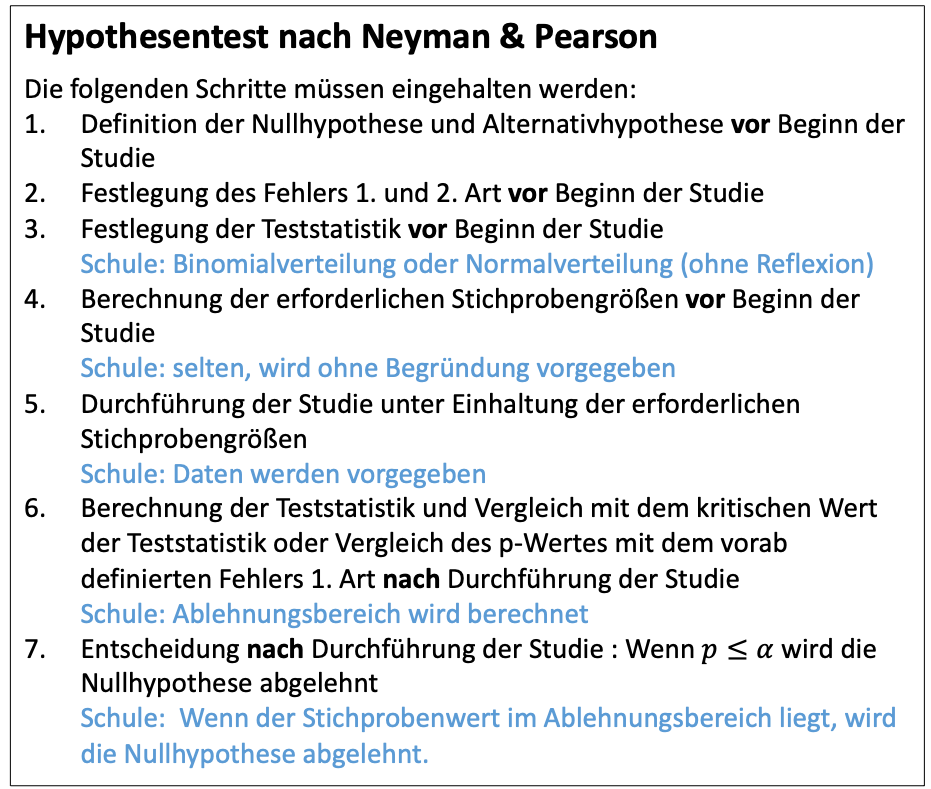 Hypothesentest nach Neyman & Pearson
Die folgenden Schritte müssen eingehalten werden:
1. Definition der Nullhypothese und Alternativhypothese vor Beginn der
Studie
2. Festlegung des Fehlers 1. und 2. Art vor Beginn der Studie
3. Festlegung der Teststatistik vor Beginn der Studie
Schule: Binomialverteilung oder Normalverteilung (ohne Reflexion)
4. Berechnung der erforderlichen Stichprobengrößen vor Beginn der
Studie
Schule: selten, wird ohne Begründung vorgegeben
5. Durchführung der Studie unter Einhaltung der erforderlichen
Stichprobengrößen
Schule: Daten werden vorgegeben
6. Berechnung der Teststatistik und Vergleich mit dem kritischen Wert
der Teststatistik oder Vergleich des p-Wertes mit dem vorab
definierten Fehlers 1. Art nach Durchführung der Studie
Schule: Ablehnungsbereich wird berechnet
7. Entscheidung nach Durchführung der Studie : Wenn p ≤ α wird die
Nullhypothese abgelehnt
Schule: Wenn der Stichprobenwert im Ablehnungsbereich liegt, wird
die Nullhypothese abgelehnt.